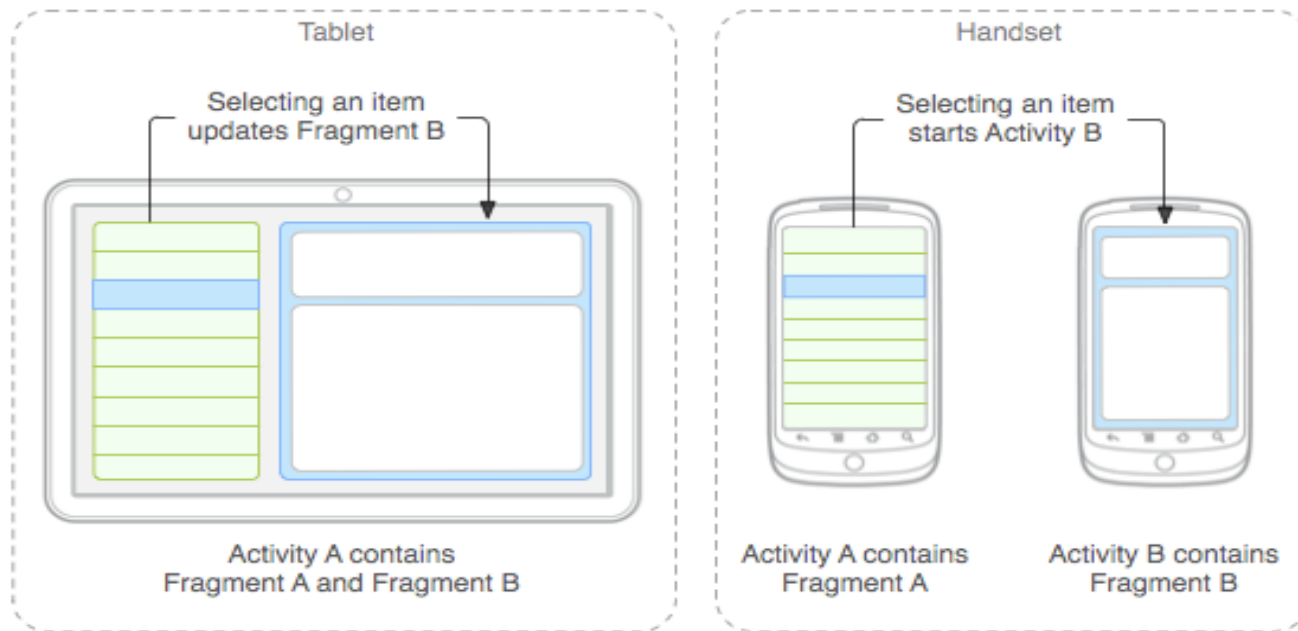 Tablet
Selecting an item
updates Fragment B
Activity A contains
Fragment A and Fragment B
Handset
Selecting an item
starts Activity B
Activity A contains
Fragment A
Activity B contains
Fragment B